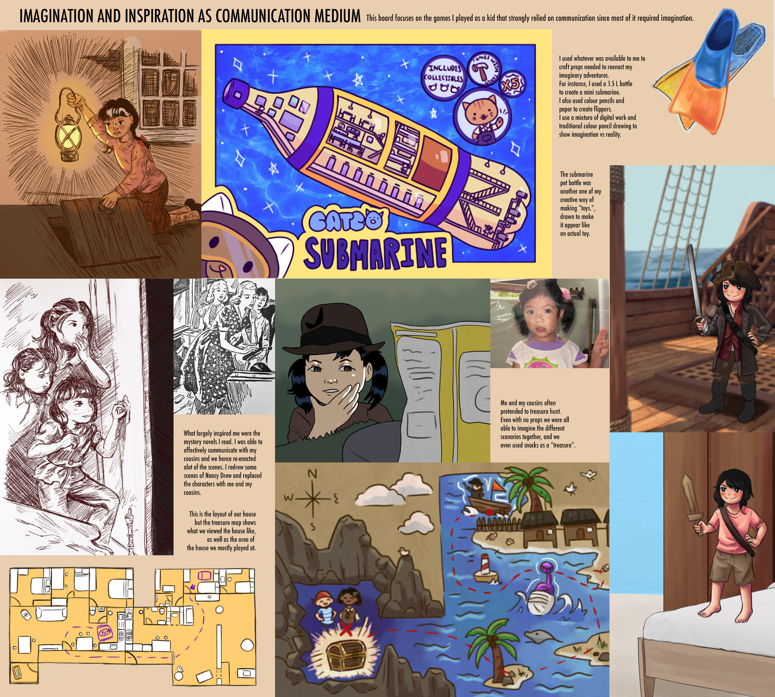 IMAGINATION AND INSPIRATION AS COMMUNICATION MEDIUM
This board focuses on the games I played as a kid that strongly relied on communication since most of it required imagination.
I used whatever was available to me to
craft props needed to reenact my
imaginary adventures.
For instance, I used a 1.5 L bottle
to create a mini submarine.
I also used colour pencils and
paper to create flippers.
I use a mixture of digital work and
traditional colour pencil drawing to
show imagination vs reality.
INCLUDES
COLLECTIBLES
COMES WITH
x5
CATZO
SUBMARINE
The submarine
pet bottle was
another one of my
creative way of
making "toys",
drawn to make
it appear like
an actual toy.
What largely inspired me were the
mystery novels I read. I was able to
effectively communicate with my
cousins and we hence re-enacted
alot of the scenes. I redrew some
scenes of Nancy Drew and replaced
the characters with me and my
cousins.
Me and my cousins often
pretended to treasure hunt.
Even with no props we were all
able to imagine the different
scenarios together, and we
even used snacks as a "treasure".
This is the layout of our house
but the treasure map shows
what we viewed the house like,
as well as the area of
the house we mostly played at.
N
W E
S